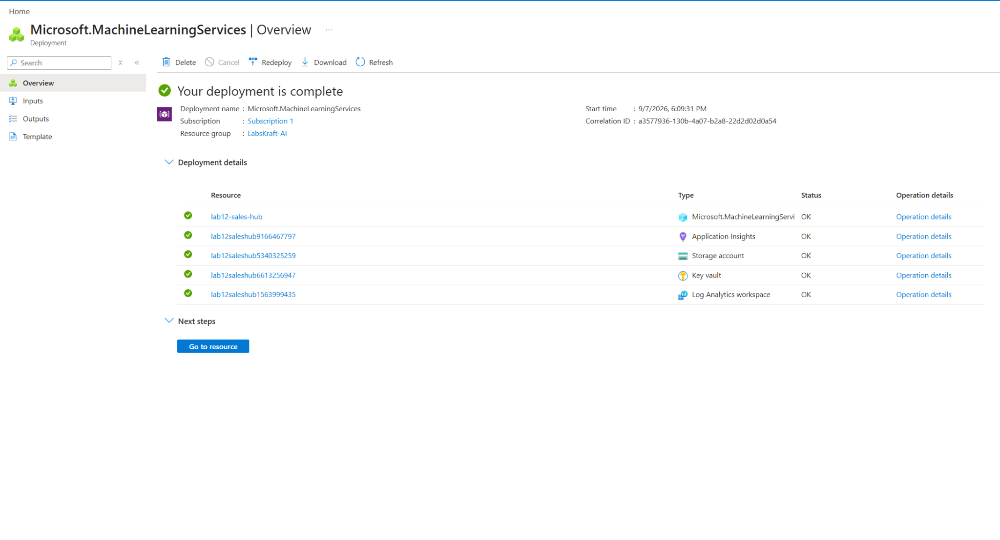 Home
Microsoft.MachineLearningServices | Overview ...
Deployment
Search
Delete Cancel Redeploy Download Refresh
Overview
Inputs
Outputs
Template
Your deployment is complete
Deployment name : Microsoft.MachineLearningServices
Subscription : Subscription 1
Resource group : LabsKraft-AI
Start time : 9/7/2026, 6:09:31 PM
Correlation ID : a3577936-130b-4a07-b2a8-22d2d02d0a54
Deployment details
Resource Type Status Operation details
lab12-sales-hub Microsoft.MachineLearningServi OK Operation details
lab12saleshub9166467797 Application Insights OK Operation details
lab12saleshub5340325259 Storage account OK Operation details
lab12saleshub6613256947 Key vault OK Operation details
lab12saleshub1563999435 Log Analytics workspace OK Operation details
Next steps
Go to resource